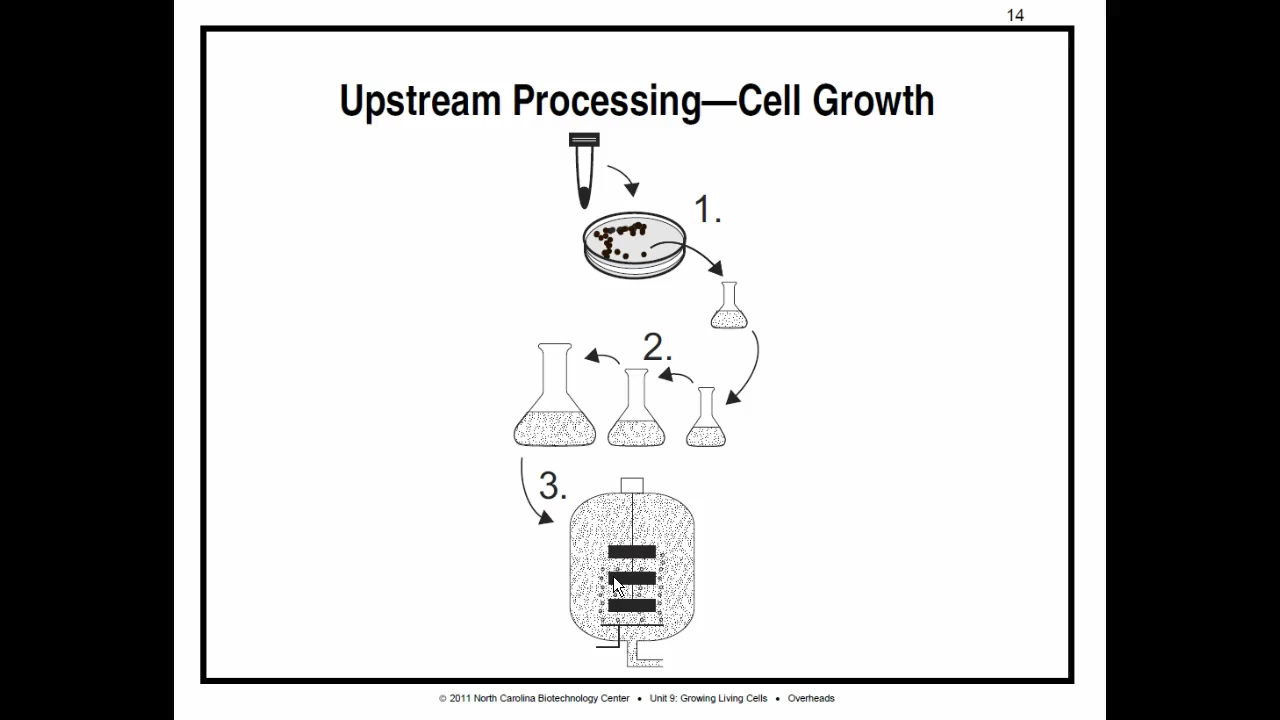 14
Upstream Processing—Cell Growth
1.
2.
3.
© 2011 North Carolina Biotechnology Center • Unit 9: Growing Living Cells • Overheads